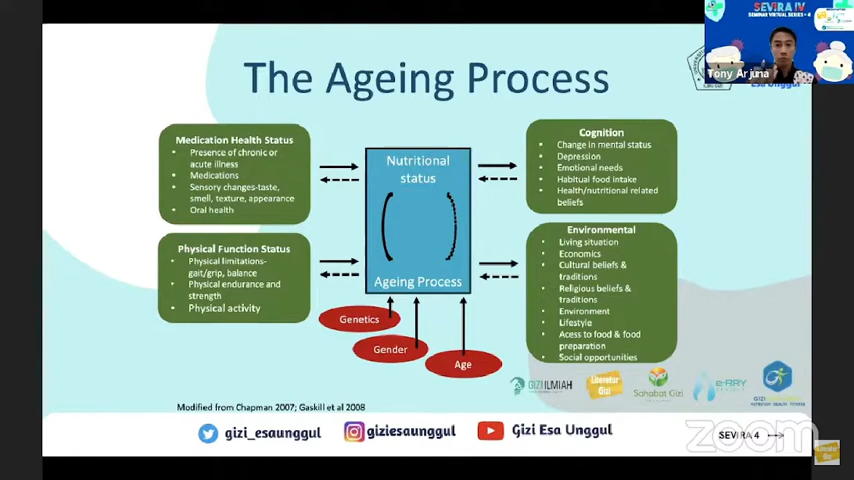 SEVIRA IV
SEMINAR VIRTUAL SERIES - 4
Tony Arjuna
Esa Unggul
The Ageing Process
Medication Health Status
• Presence of chronic or
acute illness
• Medications
• Sensory changes-taste,
smell, texture, appearance
• Oral health
Physical Function Status
• Physical limitations-
gait/grip, balance
• Physical endurance and
strength
• Physical activity
Nutritional
status
Ageing Process
Genetics
Gender
Age
Cognition
• Change in mental status
• Depression
• Emotional needs
• Habitual food intake
• Health/nutritional related
beliefs
Environmental
• Living situation
• Economics
• Cultural beliefs &
traditions
• Religious beliefs &
traditions
• Environment
• Lifestyle
• Acess to food & food
preparation
• Social opportunities
GIZI ILMIAH
Literatur
Gizi
Sahabat Gizi
e-RRY
GIZI
Modified from Chapman 2007; Gaskill et al 2008
gizi_esaunggul
giziesaunggul
Gizi Esa Unggul
SEVIRA 4
zoom